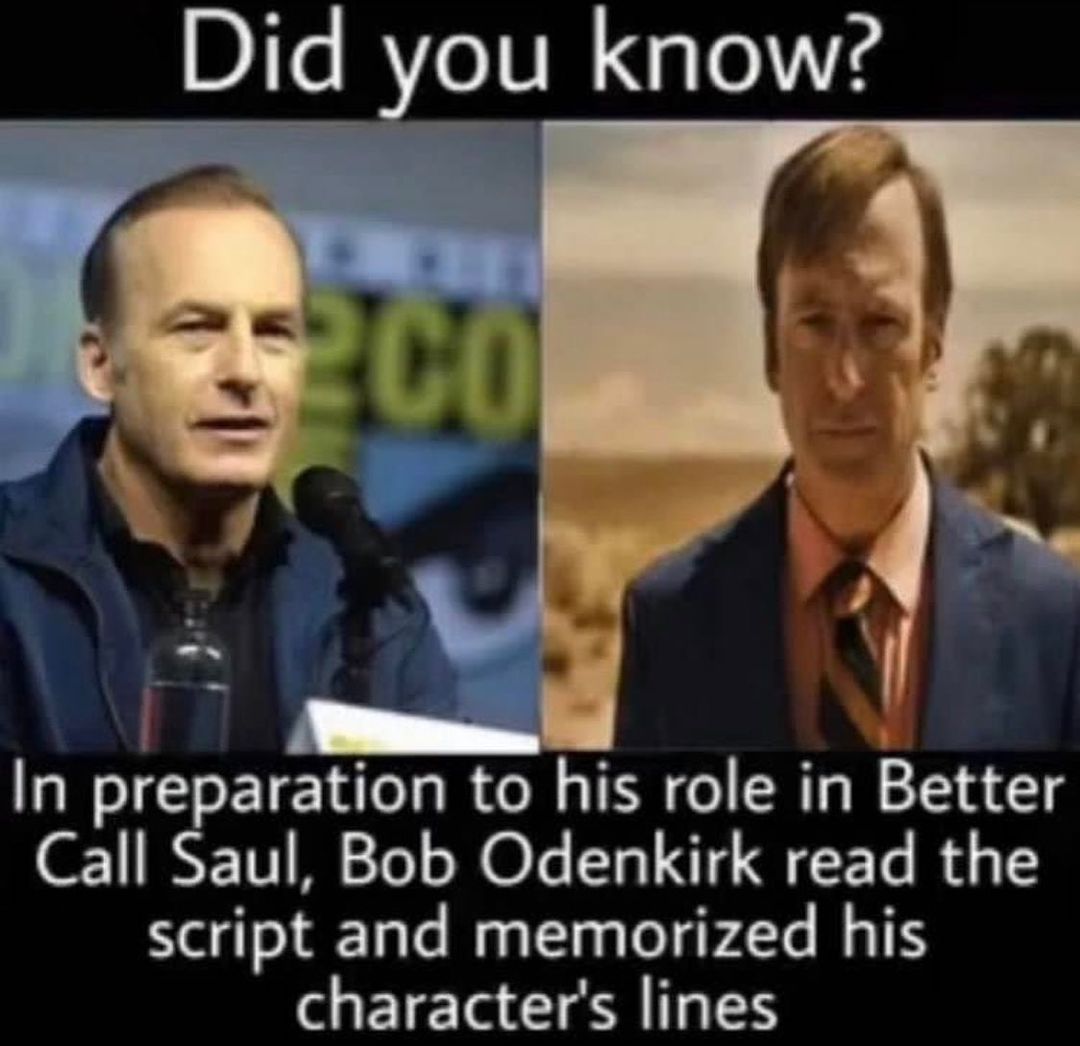 Did you know?
CO
In preparation to his role in Better
Call Saul, Bob Odenkirk read the
script and memorized his
character's lines